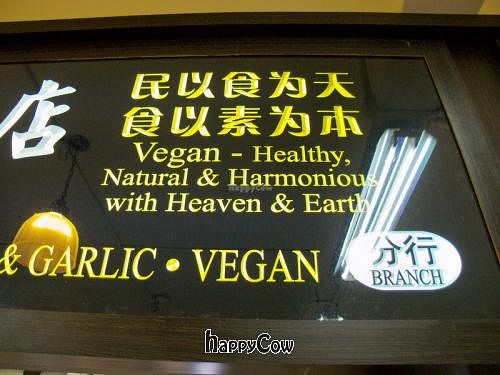 店
民以食为天
食以素为本
Vegan - Healthy,
Natural & Harmonious
with Heaven & Earth
& GARLIC • VEGAN
分行
BRANCH
HappyCow